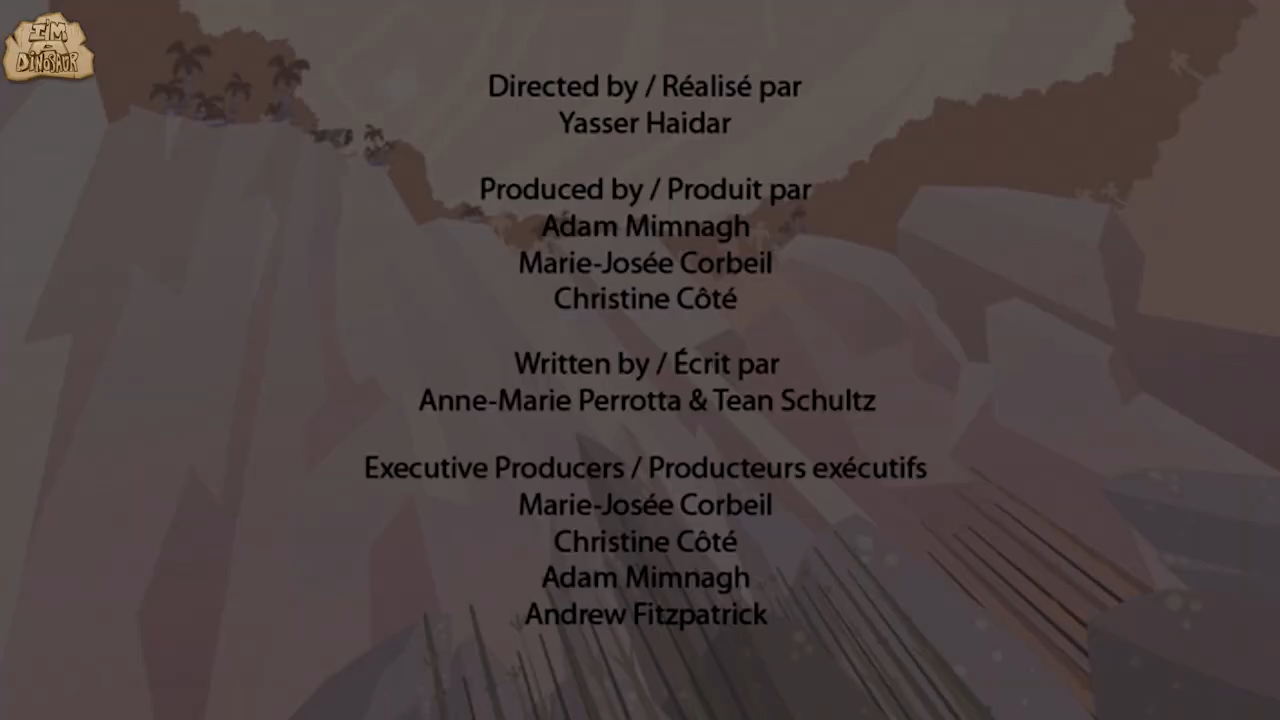 I'M
A
DINOSAUR
Directed by / Réalisé par
Yasser Haidar
Produced by / Produit par
Adam Mimnagh
Marie-Josée Corbeil
Christine Côté
Written by / Écrit par
Anne-Marie Perrotta & Tean Schultz
Executive Producers / Producteurs exécutifs
Marie-Josée Corbeil
Christine Côté
Adam Mimnagh
Andrew Fitzpatrick